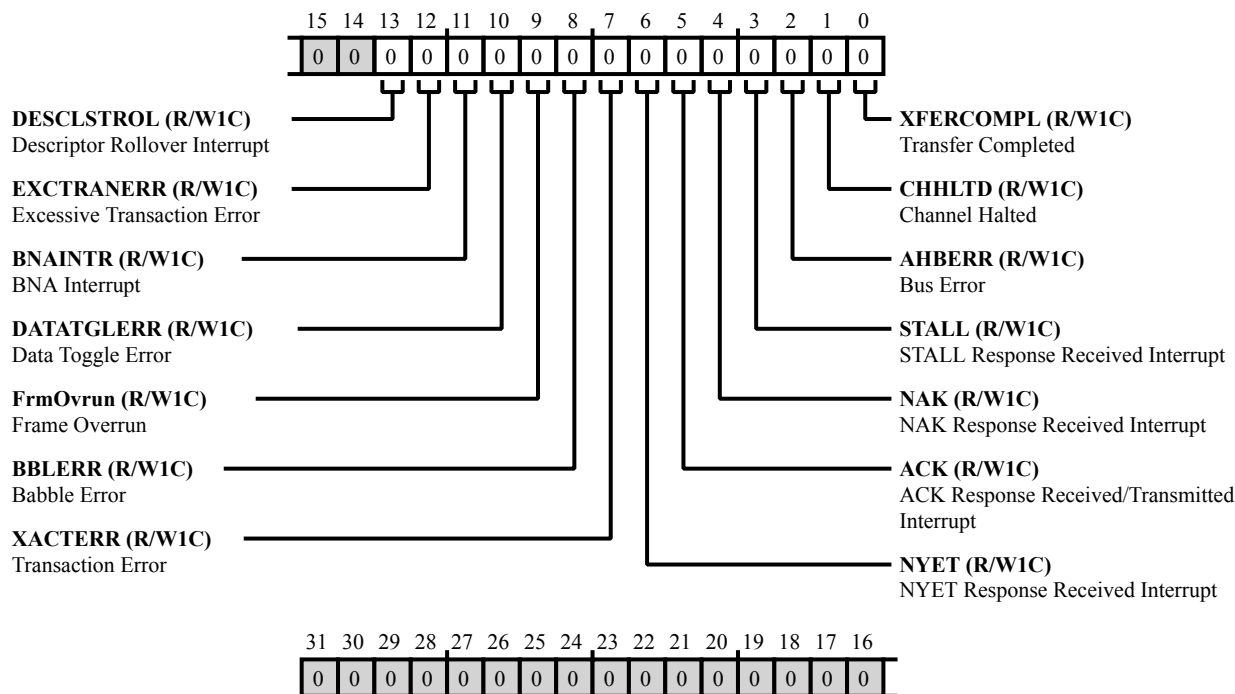 15 14 13 12 11 10 9 8 7 6 5 4 3 2 1 0
0 0 0 0 0 0 0 0 0 0 0 0 0 0 0 0
DESCLSTROL (R/W1C)
Descriptor Rollover Interrupt
EXCTRANERR (R/W1C)
Excessive Transaction Error
BNAINTR (R/W1C)
BNA Interrupt
DATATGLERR (R/W1C)
Data Toggle Error
FrmOvrun (R/W1C)
Frame Overrun
BBLERR (R/W1C)
Babble Error
XACTERR (R/W1C)
Transaction Error
XFERCOMPL (R/W1C)
Transfer Completed
CHHLTD (R/W1C)
Channel Halted
AHBERR (R/W1C)
Bus Error
STALL (R/W1C)
STALL Response Received Interrupt
NAK (R/W1C)
NAK Response Received Interrupt
ACK (R/W1C)
ACK Response Received/Transmitted
Interrupt
NYET (R/W1C)
NYET Response Received Interrupt
31 30 29 28 27 26 25 24 23 22 21 20 19 18 17 16
0 0 0 0 0 0 0 0 0 0 0 0 0 0 0 0